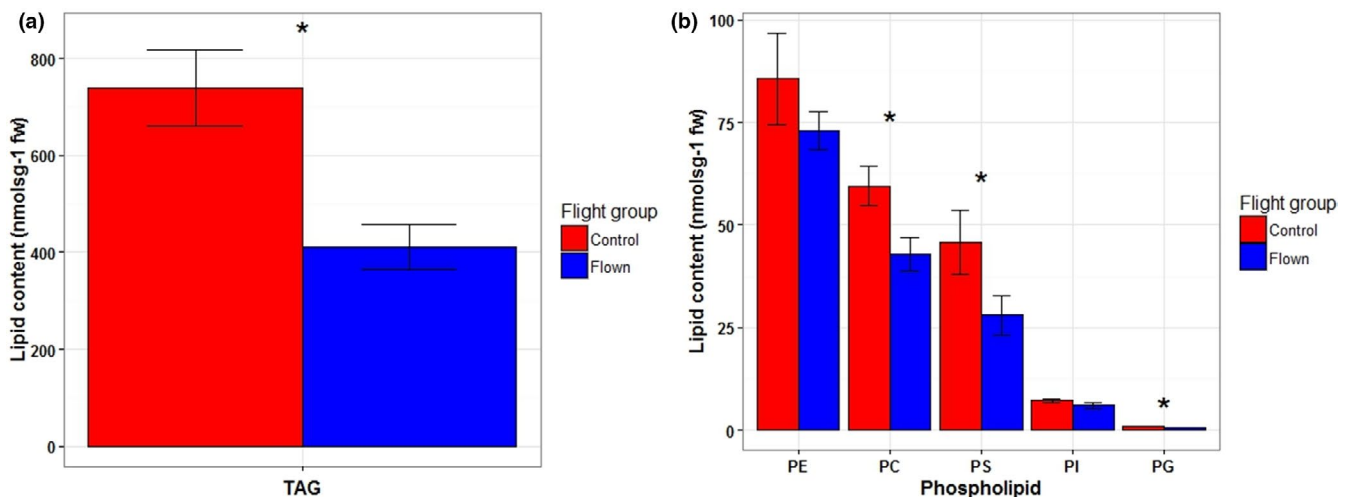 (a)
*
800
600
400
200
0
Lipid content (nmolsg-1 fw)
TAG
Flight group
Control
Flown
(b)
100
75
50
25
0
Lipid content (nmolsg-1 fw)
*
*
*
PE PC PS PI PG
Phospholipid
Flight group
Control
Flown